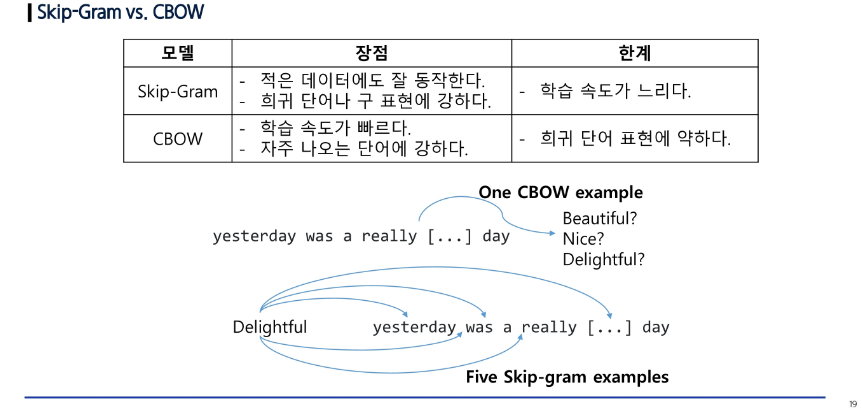 Skip-Gram vs. CBOW
모델 장점 한계
Skip-Gram
- 적은 데이터에도 잘 동작한다.
- 희귀 단어나 구 표현에 강하다.
- 학습 속도가 느리다.
CBOW
- 학습 속도가 빠르다.
- 자주 나오는 단어에 강하다.
- 희귀 단어 표현에 약하다.
One CBOW example
yesterday was a really [...] day
Beautiful?
Nice?
Delightful?
Delightful
yesterday was a really [...] day
Five Skip-gram examples
19